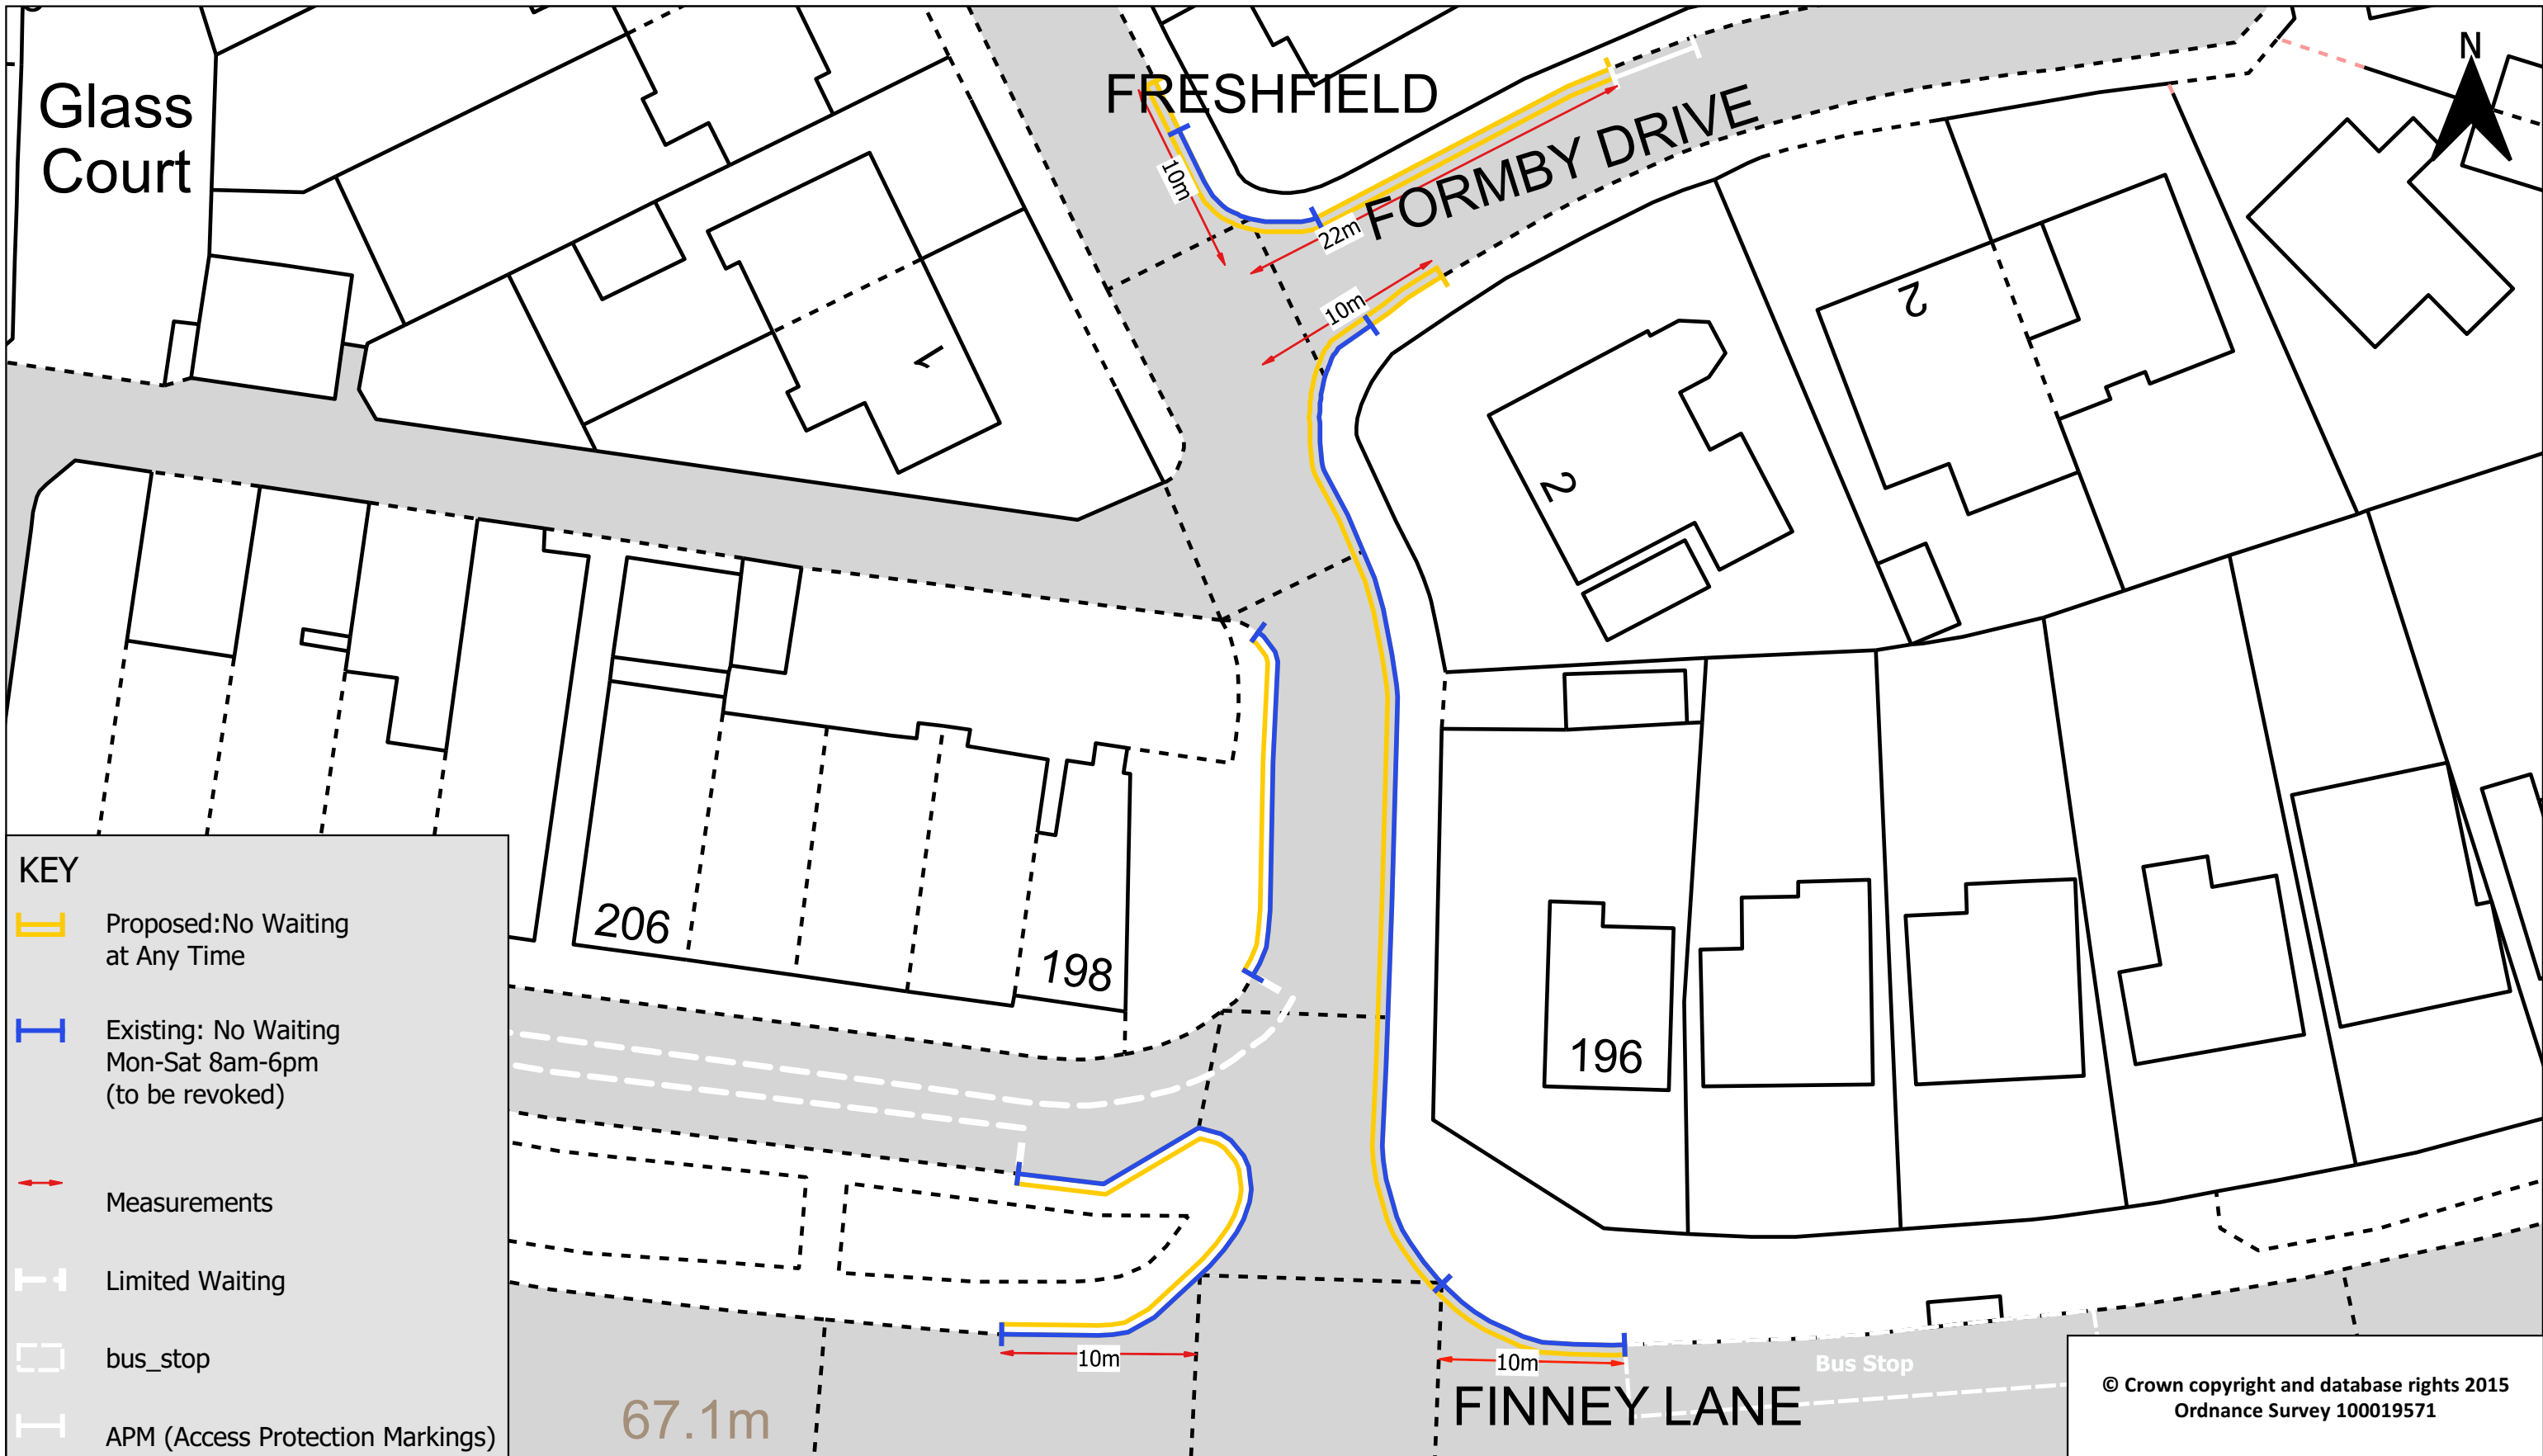 Glass
Court
FRESHFIELD
FORMBY DRIVE
N
10m
22m
10m
1
2
2
206
198
196
10m
10m
67.1m
FINNEY LANE
Bus Stop
KEY
Proposed:No Waiting
at Any Time
Existing: No Waiting
Mon-Sat 8am-6pm
(to be revoked)
Measurements
Limited Waiting
bus_stop
APM (Access Protection Markings)
© Crown copyright and database rights 2015
Ordnance Survey 100019571